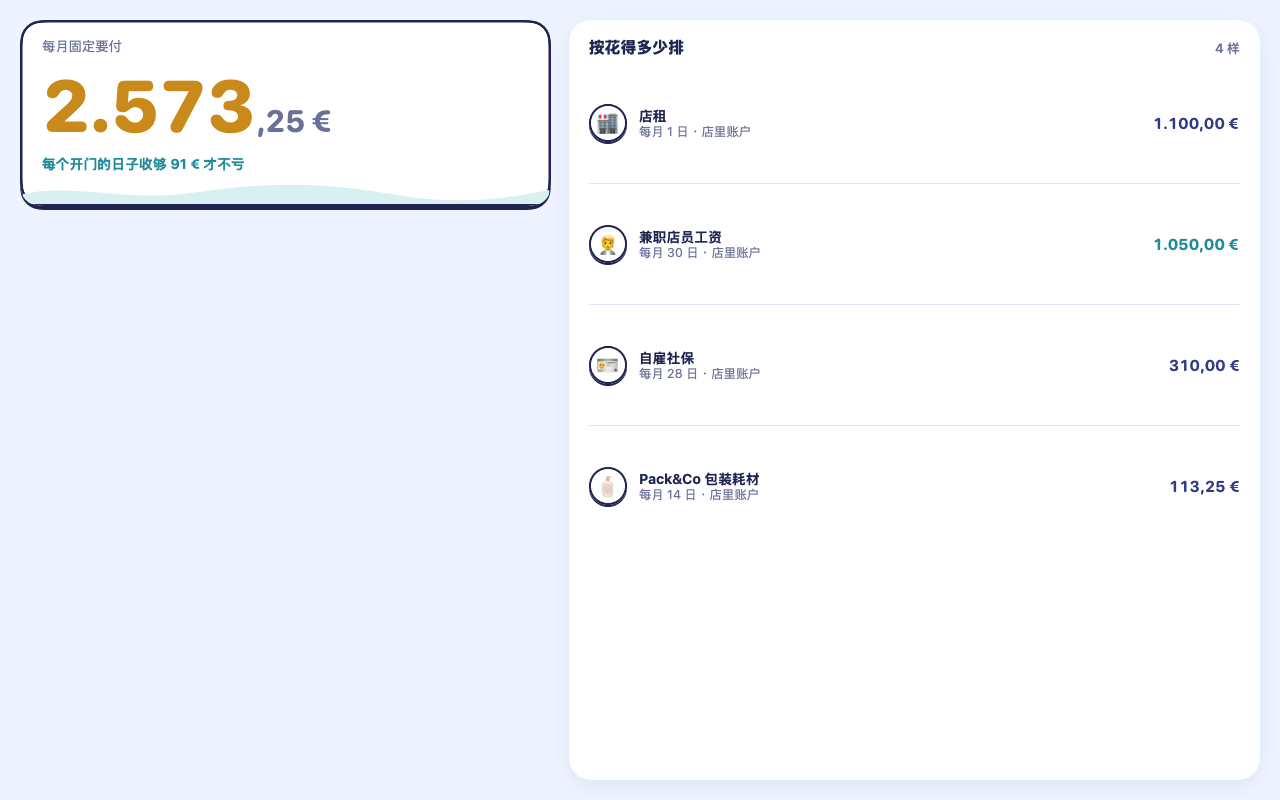 每月固定要付
2.573,25 €
每个开门的日子收够 91 € 才不亏
按花得多少排
4 样
店租
每月 1 日 · 店里账户
1.100,00 €
兼职店员工资
每月 30 日 · 店里账户
1.050,00 €
自雇社保
每月 28 日 · 店里账户
310,00 €
Pack&Co 包装耗材
每月 14 日 · 店里账户
113,25 €